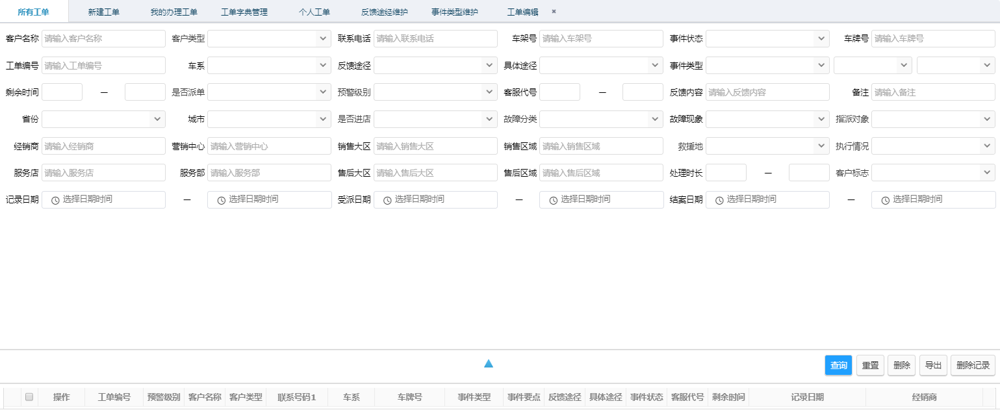 所有工单 新建工单 我的办理工单 工单字典管理 个人工单 反馈途经维护 事件类型维护 工单编辑 ×
客户名称 请输入客户名称 客户类型 联系电话 请输入联系电话 车架号 请输入车架号 事件状态 车牌号 请输入车牌号
工单编号 请输入工单编号 车系 反馈途径 具体途径 事件类型
剩余时间 — 是否派单 预警级别 客服代号 — 反馈内容 请输入反馈内容 备注 请输入备注
省份 城市 是否进店 故障分类 故障现象 指派对象
经销商 请输入经销商 营销中心 请输入营销中心 销售大区 请输入销售大区 销售区域 请输入销售区域 救援地 执行情况
服务店 请输入服务店 服务部 请输入服务部 售后大区 请输入售后大区 售后区域 请输入售后区域 处理时长 — 客户标志
记录日期 选择日期时间 — 选择日期时间 受派日期 选择日期时间 — 选择日期时间 结案日期 选择日期时间 — 选择日期时间
查询 重置 删除 导出 删除记录
操作 工单编号 预警级别 客户名称 客户类型 联系号码1 车系 车牌号 事件类型 事件要点 反馈途径 具体途径 事件状态 客服代号 剩余时间 记录日期 经销商